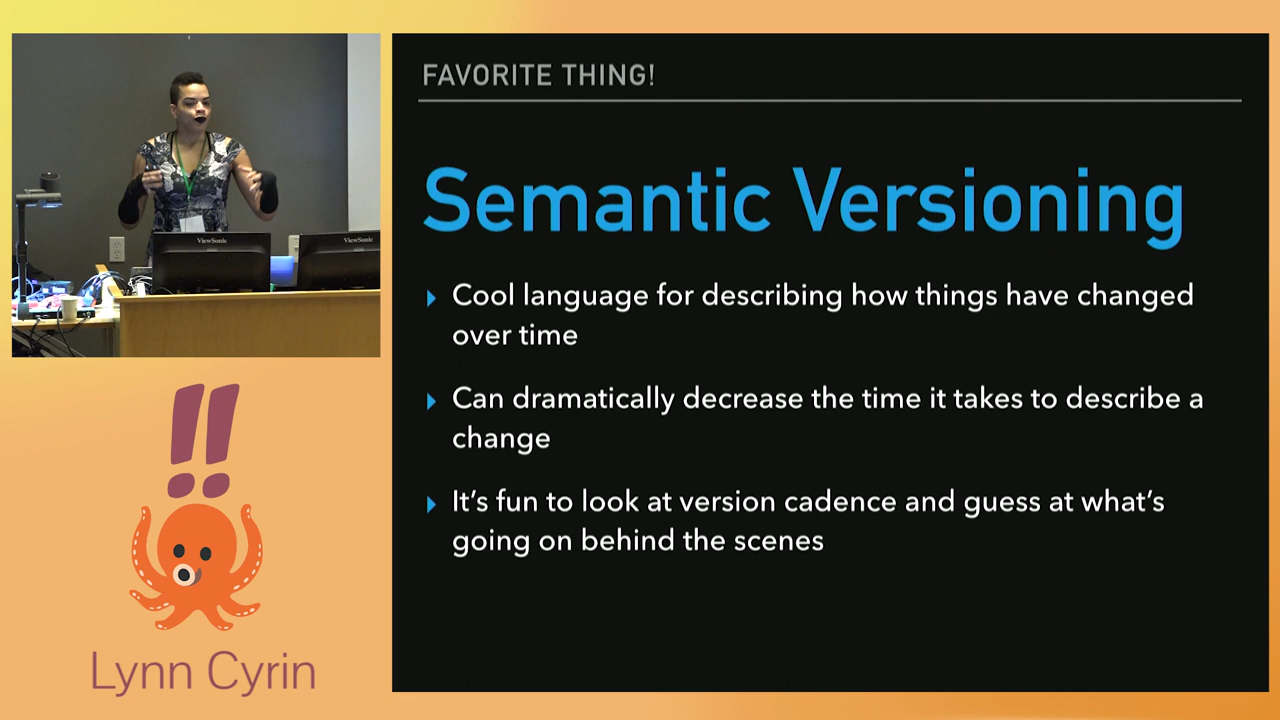 FAVORITE THING!
Semantic Versioning
Cool language for describing how things have changed
over time
Can dramatically decrease the time it takes to describe a
change
It’s fun to look at version cadence and guess at what’s
going on behind the scenes
ViewSonic
ViewSonic
!!
Lynn Cyrin